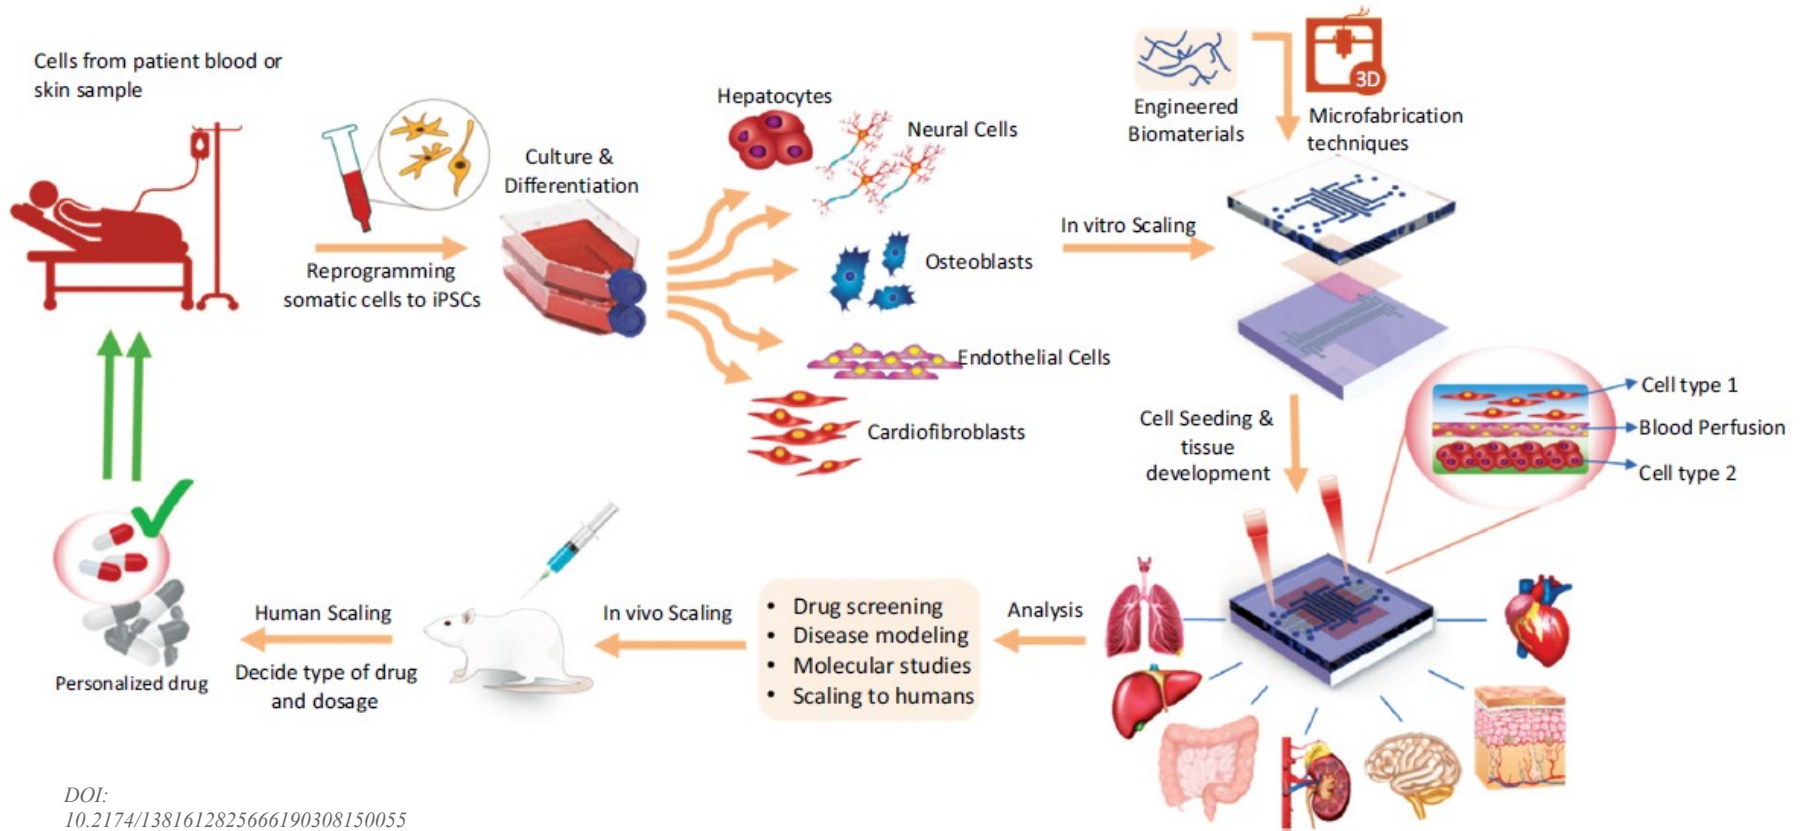 Cells from patient blood or
skin sample
Reprogramming
somatic cells to iPSCs
Culture &
Differentiation
Hepatocytes
Neural Cells
Osteoblasts
Endothelial Cells
Cardiofibroblasts
In vitro Scaling
Engineered
Biomaterials
3D
Microfabrication
techniques
Cell Seeding &
tissue
development
Cell type 1
Blood Perfusion
Cell type 2
Analysis
• Drug screening
• Disease modeling
• Molecular studies
• Scaling to humans
In vivo Scaling
Human Scaling
Decide type of drug
and dosage
Personalized drug
DOI:
10.2174/1381612825666190308150055